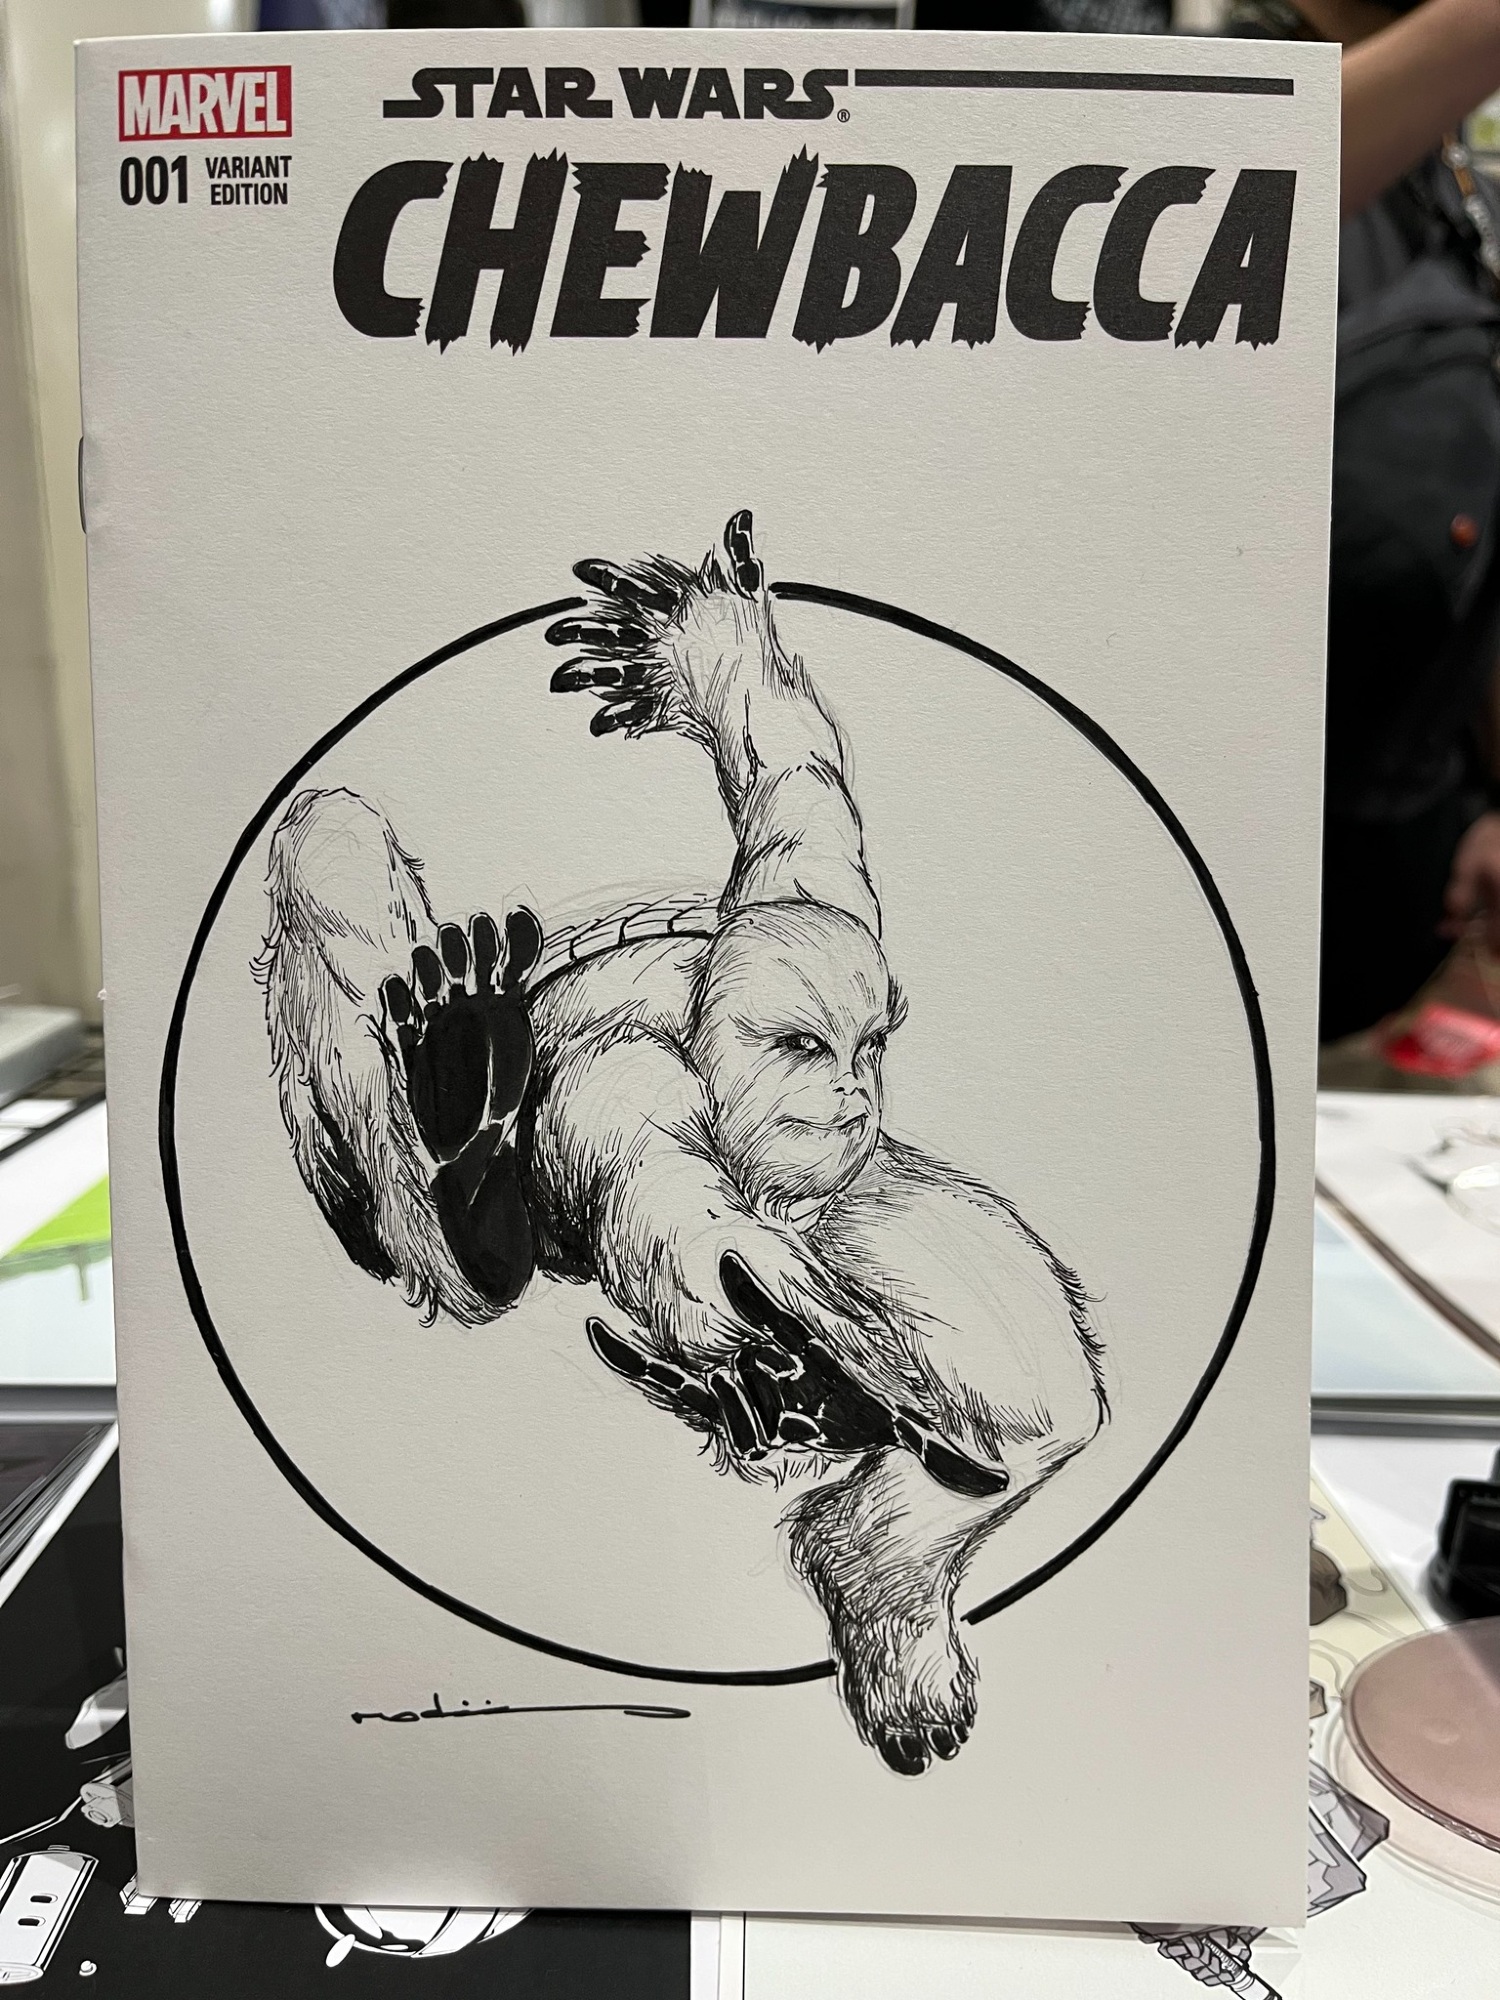 MARVEL
001 VARIANT
EDITION
STAR WARS®
CHEWBACCA